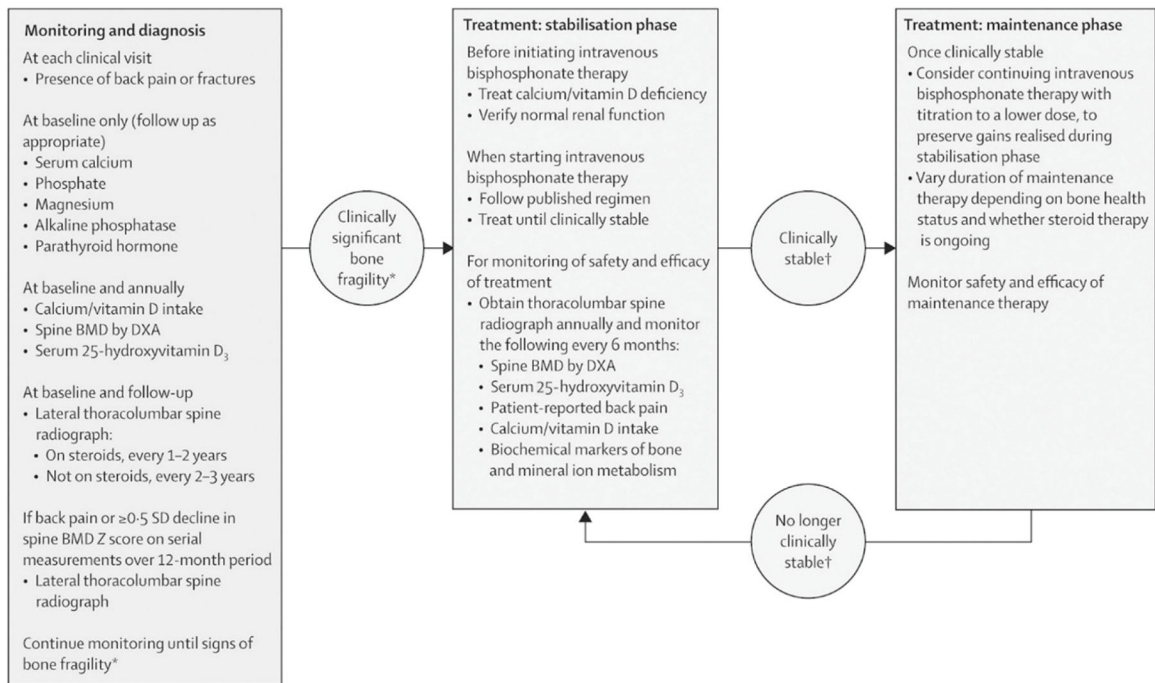 Monitoring and diagnosis
At each clinical visit
• Presence of back pain or fractures
At baseline only (follow up as
appropriate)
• Serum calcium
• Phosphate
• Magnesium
• Alkaline phosphatase
• Parathyroid hormone
At baseline and annually
• Calcium/vitamin D intake
• Spine BMD by DXA
• Serum 25-hydroxyvitamin D₃
At baseline and follow-up
• Lateral thoracolumbar spine
radiograph:
• On steroids, every 1–2 years
• Not on steroids, every 2–3 years
If back pain or ≥0·5 SD decline in
spine BMD Z score on serial
measurements over 12-month period
• Lateral thoracolumbar spine
radiograph
Continue monitoring until signs of
bone fragility*
Clinically
significant
bone
fragility*
Treatment: stabilisation phase
Before initiating intravenous
bisphosphonate therapy
• Treat calcium/vitamin D deficiency
• Verify normal renal function
When starting intravenous
bisphosphonate therapy
• Follow published regimen
• Treat until clinically stable
For monitoring of safety and efficacy
of treatment
• Obtain thoracolumbar spine
radiograph annually and monitor
the following every 6 months:
• Spine BMD by DXA
• Serum 25-hydroxyvitamin D₃
• Patient-reported back pain
• Calcium/vitamin D intake
• Biochemical markers of bone
and mineral ion metabolism
Clinically
stable†
Treatment: maintenance phase
Once clinically stable
• Consider continuing intravenous
bisphosphonate therapy with
titration to a lower dose, to
preserve gains realised during
stabilisation phase
• Vary duration of maintenance
therapy depending on bone health
status and whether steroid therapy
is ongoing
Monitor safety and efficacy of
maintenance therapy
No longer
clinically
stable†